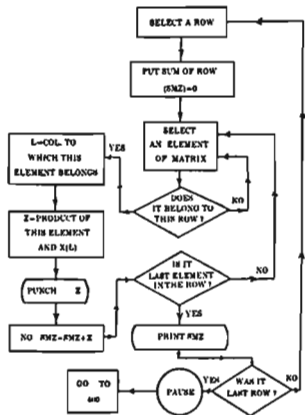 SELECT A ROW
PUT SUM OF ROW
(SMZ)=0
SELECT
AN ELEMENT
OF MATRIX
L=COL. TO
WHICH THIS
ELEMENT BELONGS
YES
DOES
IT BELONG TO
THIS ROW?
NO
Z=PRODUCT OF
THIS ELEMENT
AND X(L)
IS IT
LAST ELEMENT
IN THE ROW?
NO
PUNCH Z
YES
NO SMZ=SMZ+Z
PRINT SMZ
GO TO
PAUSE
YES
WAS IT
LAST ROW?
NO